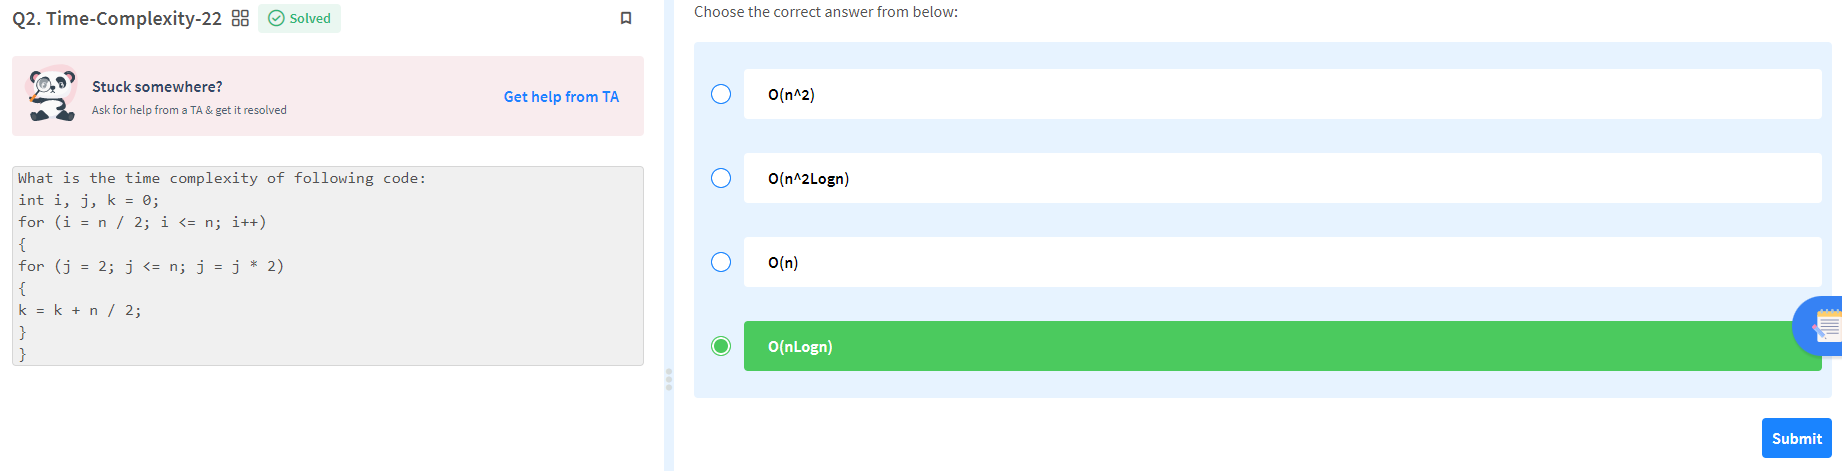 Q2. Time-Complexity-22
Solved
Stuck somewhere?
Ask for help from a TA & get it resolved
Get help from TA
What is the time complexity of following code:
int i, j, k = 0;
for (i = n / 2; i <= n; i++)
{
for (j = 2; j <= n; j = j * 2)
{
k = k + n / 2;
}
}
Choose the correct answer from below:
O(n^2)
O(n^2Logn)
O(n)
O(nLogn)
Submit